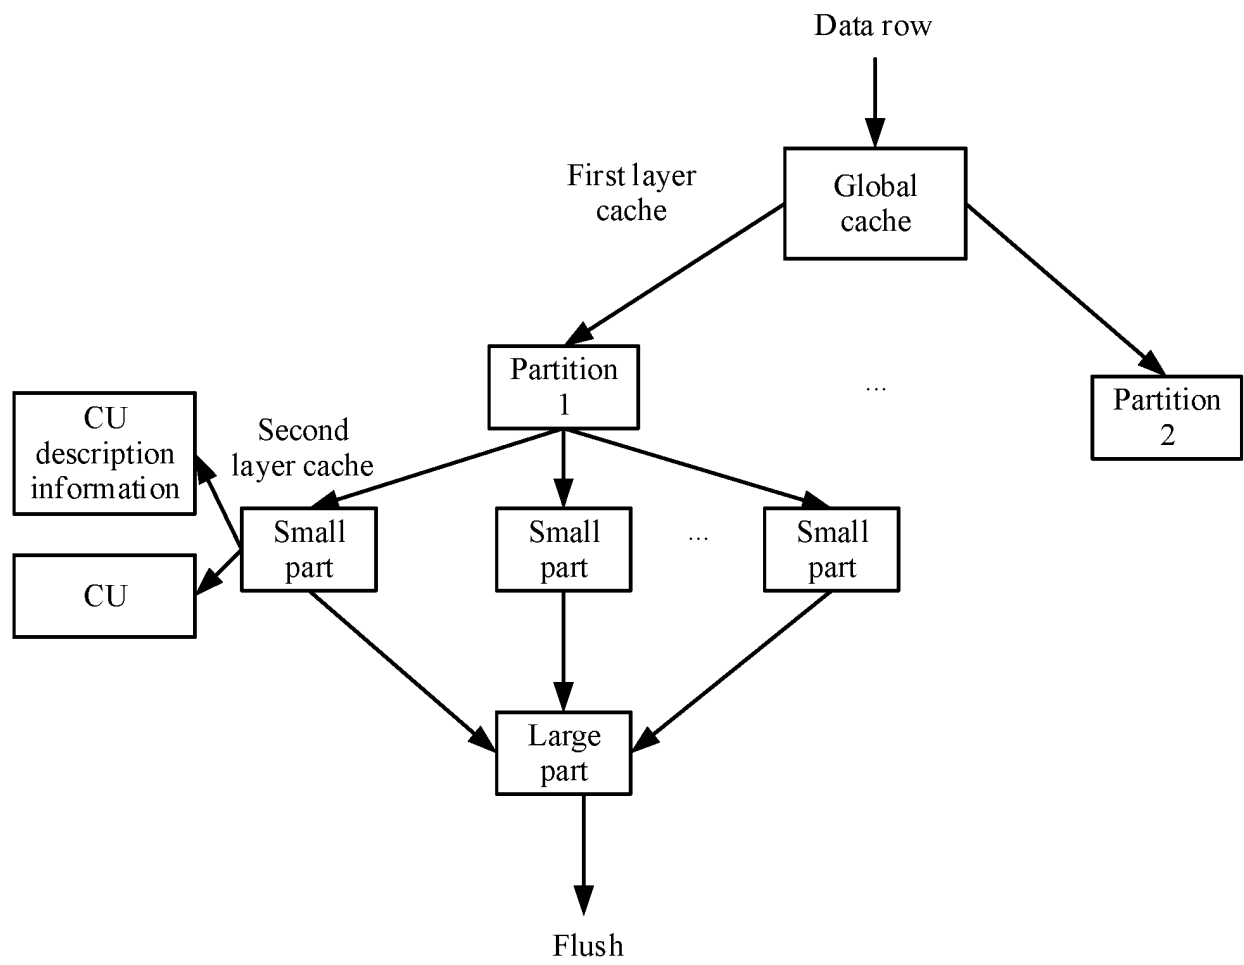 Data row
First layer
cache
Global
cache
Partition
1
...
Partition
2
CU
description
information
Second
layer cache
CU
Small
part
Small
part
...
Small
part
Large
part
Flush